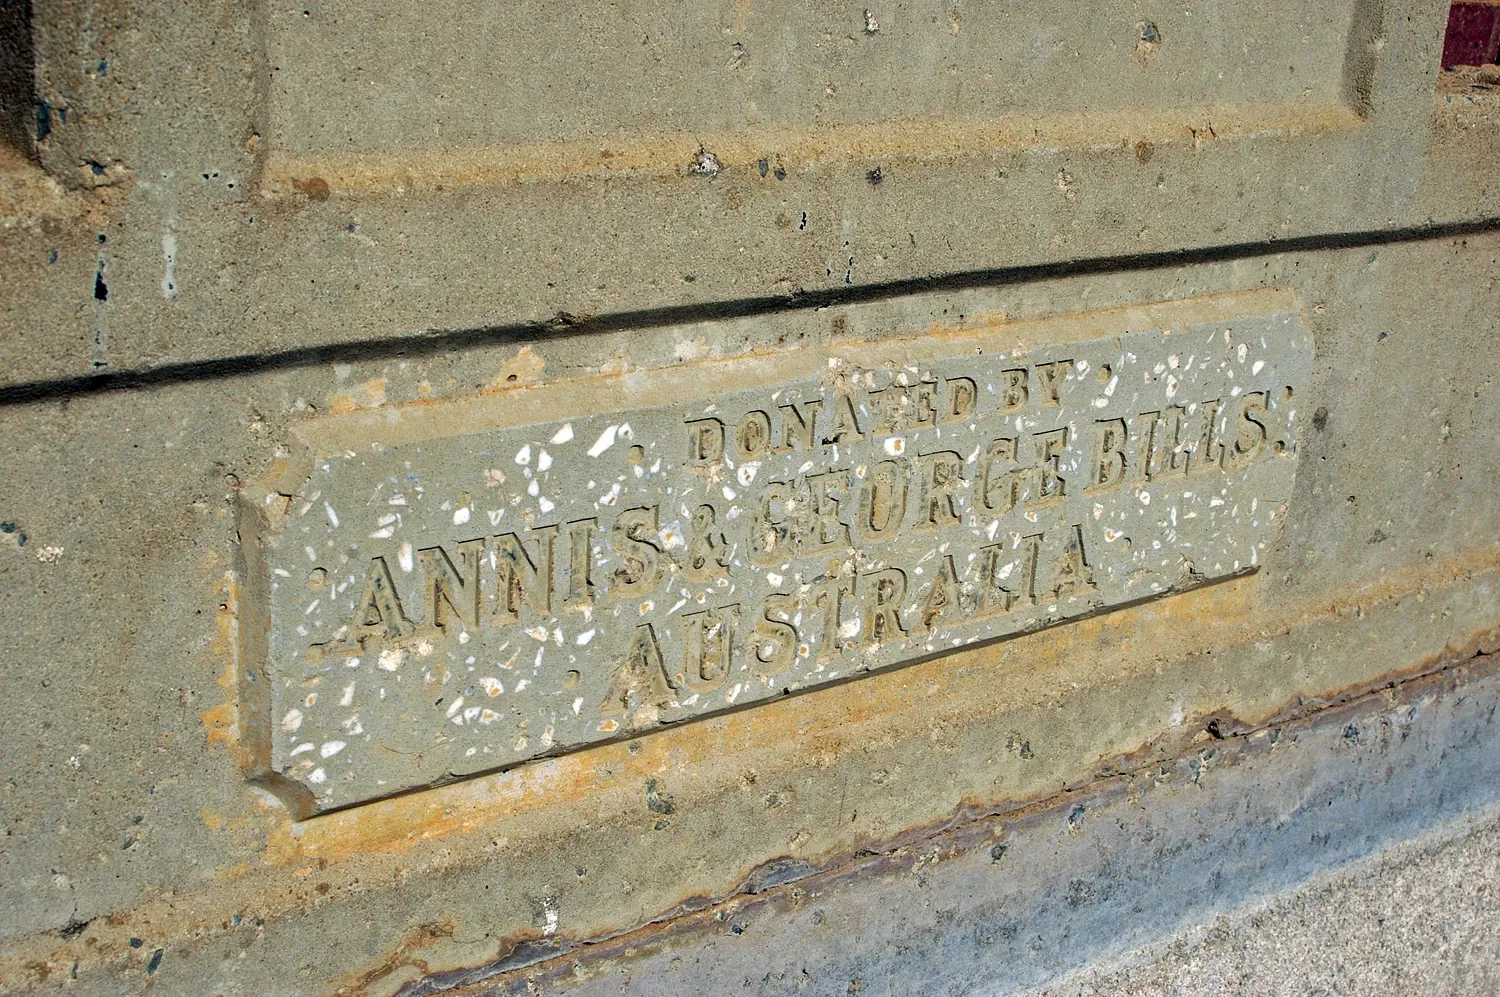 · DONATED BY ·
· ANNIS & GEORGE BILLS. ·
· AUSTRALIA ·